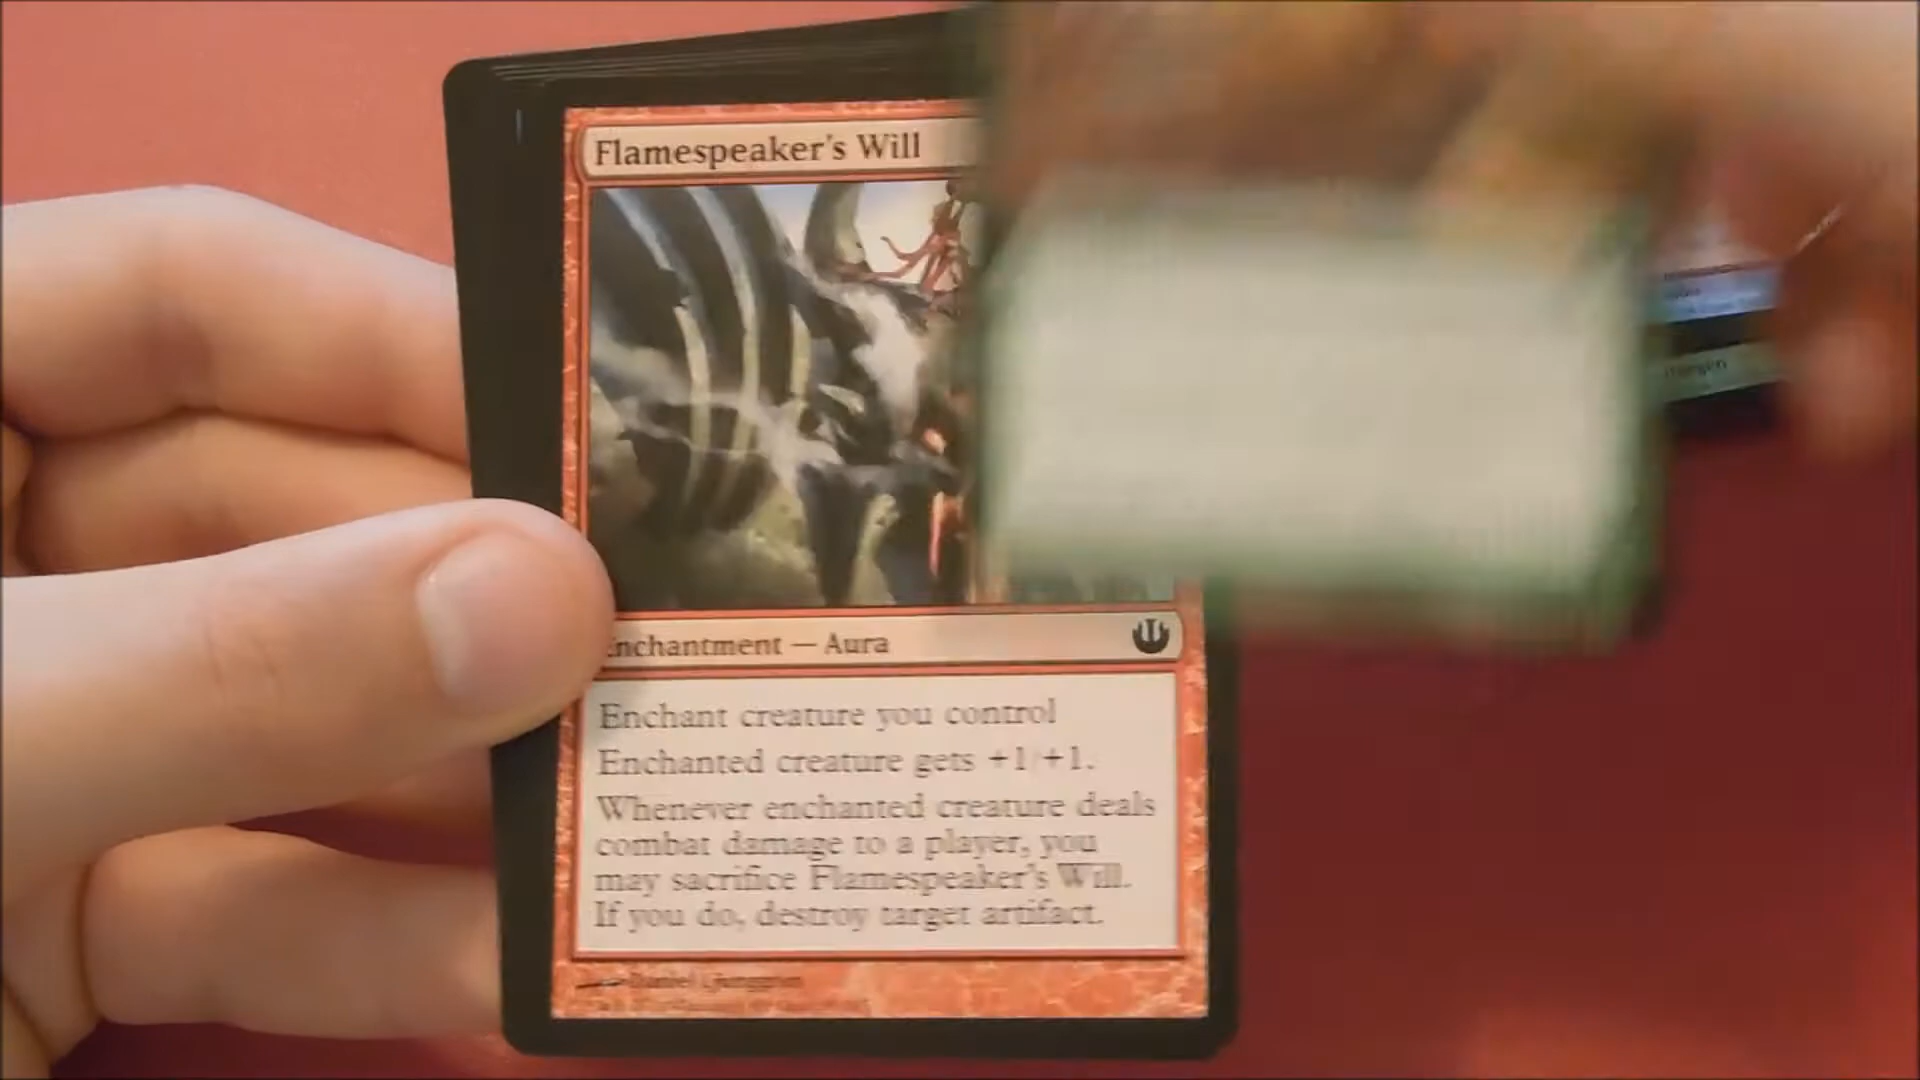 Flamespeaker's Will
Enchantment — Aura
Enchant creature you control
Enchanted creature gets +1/+1.
Whenever enchanted creature deals
combat damage to a player, you
may sacrifice Flamespeaker's Will.
If you do, destroy target artifact.